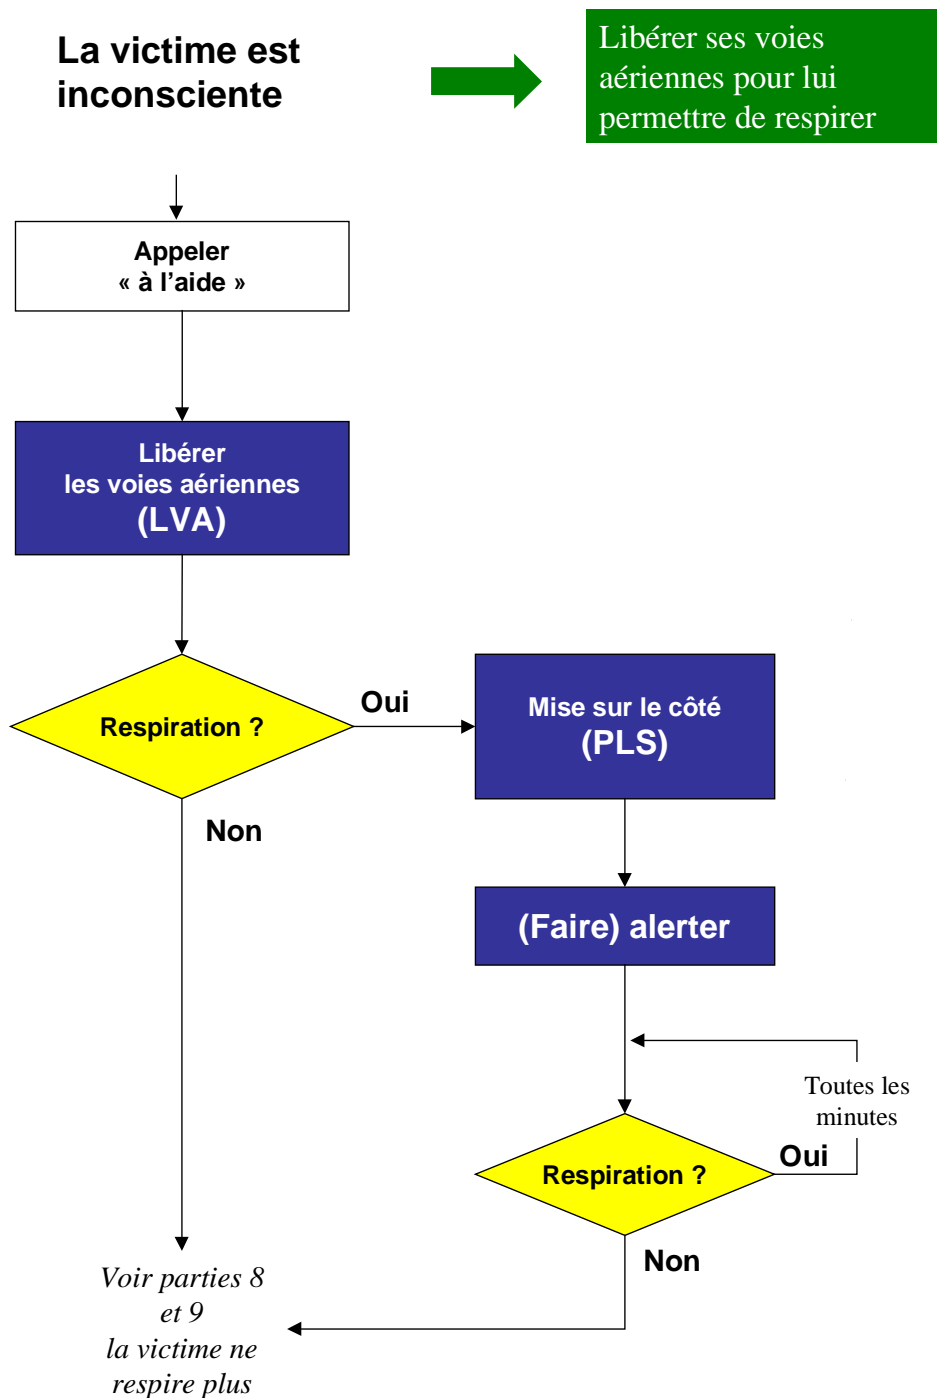 La victime est
inconsciente
Libérer ses voies
aériennes pour lui
permettre de respirer
Appeler
« à l’aide »
Libérer
les voies aériennes
(LVA)
Respiration ?
Oui
Mise sur le côté
(PLS)
Non
(Faire) alerter
Toutes les
minutes
Respiration ?
Oui
Non
Voir parties 8
et 9
la victime ne
respire plus